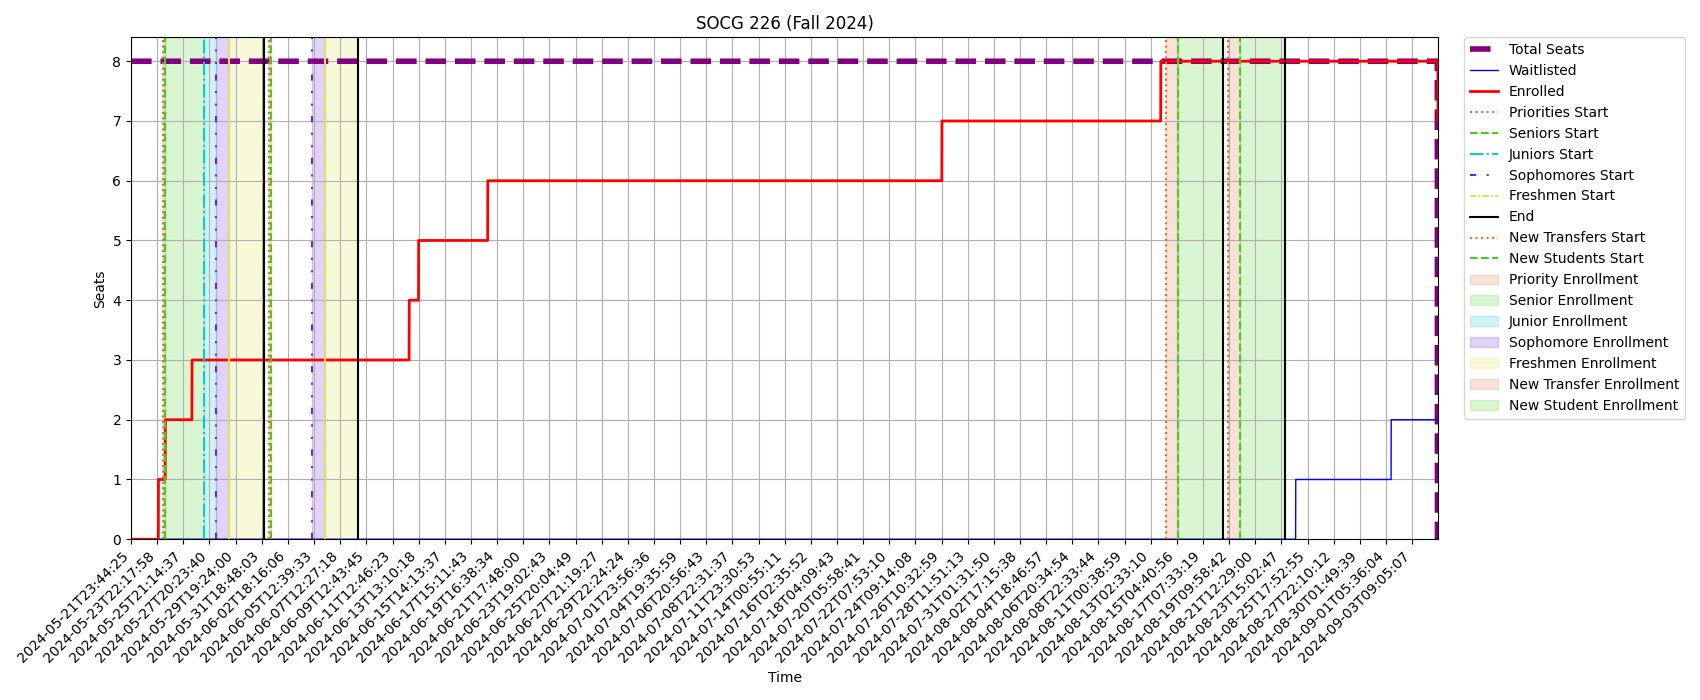 SOCG 226 (Fall 2024)
8
7
6
5
4
3
2
1
0
Seats
2024-05-21T23:44:25
2024-05-23T22:17:58
2024-05-25T21:14:37
2024-05-27T20:23:40
2024-05-29T19:24:00
2024-05-31T18:48:03
2024-06-02T18:16:06
2024-06-05T12:39:33
2024-06-07T12:27:18
2024-06-09T12:43:45
2024-06-11T12:46:23
2024-06-13T13:10:18
2024-06-15T14:13:37
2024-06-17T15:11:43
2024-06-19T16:38:34
2024-06-21T17:48:00
2024-06-23T19:02:43
2024-06-25T20:04:49
2024-06-27T21:19:27
2024-06-29T22:24:24
2024-07-01T23:56:36
2024-07-04T19:35:59
2024-07-06T20:56:43
2024-07-08T22:31:37
2024-07-11T23:30:53
2024-07-14T00:55:11
2024-07-16T02:35:52
2024-07-18T04:09:43
2024-07-20T05:58:41
2024-07-22T07:53:10
2024-07-24T09:14:08
2024-07-26T10:32:59
2024-07-28T11:51:13
2024-07-31T01:31:50
2024-08-02T17:15:38
2024-08-04T18:46:57
2024-08-06T20:34:54
2024-08-08T22:33:44
2024-08-11T00:38:59
2024-08-13T02:33:10
2024-08-15T04:40:56
2024-08-17T07:33:19
2024-08-19T09:58:42
2024-08-21T12:29:00
2024-08-23T15:02:47
2024-08-25T17:52:55
2024-08-27T22:10:12
2024-08-30T01:49:39
2024-09-01T05:36:04
2024-09-03T09:05:07
Time
Total Seats
Waitlisted
Enrolled
Priorities Start
Seniors Start
Juniors Start
Sophomores Start
Freshmen Start
End
New Transfers Start
New Students Start
Priority Enrollment
Senior Enrollment
Junior Enrollment
Sophomore Enrollment
Freshmen Enrollment
New Transfer Enrollment
New Student Enrollment